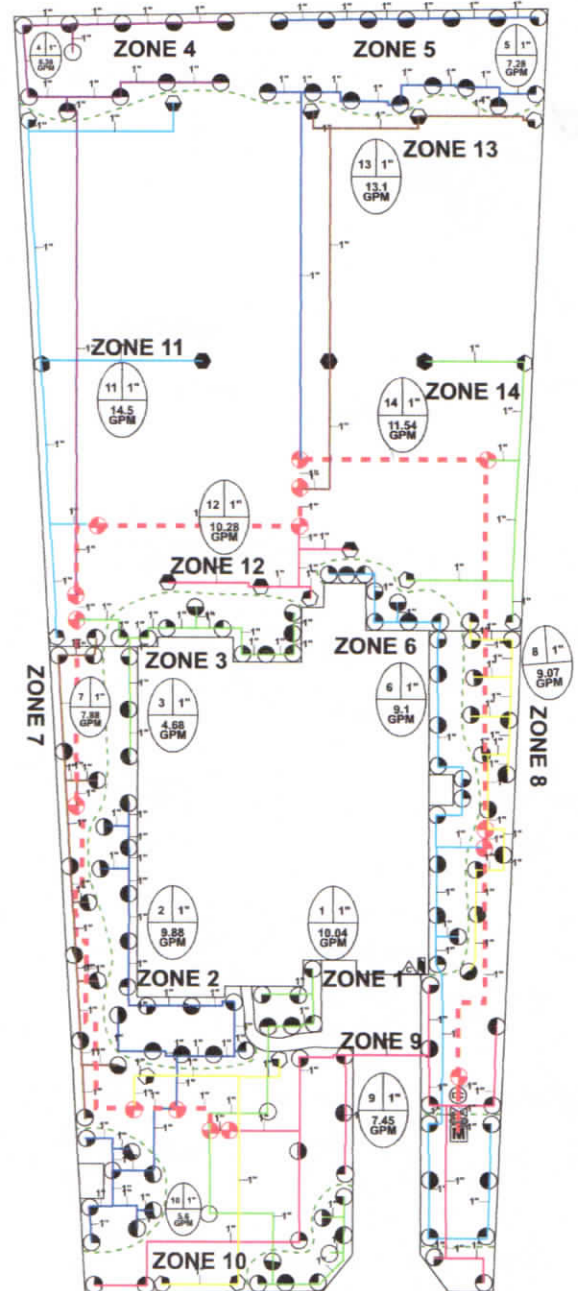 ZONE 4
ZONE 5
4 1"
5 1"
7.28
GPM
ZONE 13
13 1"
13.1
GPM
ZONE 11
11 1"
14.5
GPM
ZONE 14
14 1"
11.54
GPM
12 1"
10.28
GPM
ZONE 12
ZONE 3
ZONE 6
ZONE 7
7 1"
7.88
GPM
3 1"
4.68
GPM
6 1"
9.1
GPM
8 1"
9.07
GPM
ZONE 8
2 1"
9.88
GPM
1 1"
10.04
GPM
ZONE 2
ZONE 1
C
ZONE 9
9 1"
7.45
GPM
M
10 1"
5.6
GPM
ZONE 10